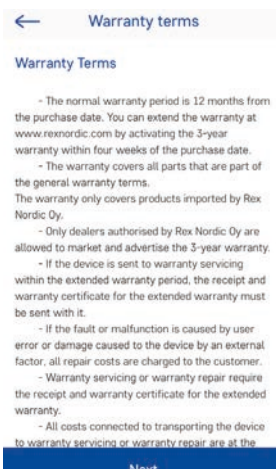 ← Warranty terms
Warranty Terms
- The normal warranty period is 12 months from
the purchase date. You can extend the warranty at
www.rexnordic.com by activating the 3-year
warranty within four weeks of the purchase date.
- The warranty covers all parts that are part of
the general warranty terms.
The warranty only covers products imported by Rex
Nordic Oy.
- Only dealers authorised by Rex Nordic Oy are
allowed to market and advertise the 3-year warranty.
- If the device is sent to warranty servicing
within the extended warranty period, the receipt and
warranty certificate for the extended warranty must
be sent with it.
- If the fault or malfunction is caused by user
error or damage caused to the device by an external
factor, all repair costs are charged to the customer.
- Warranty servicing or warranty repair require
the receipt and warranty certificate for the extended
warranty.
- All costs connected to transporting the device
to warranty servicing or warranty repair are at the
Next